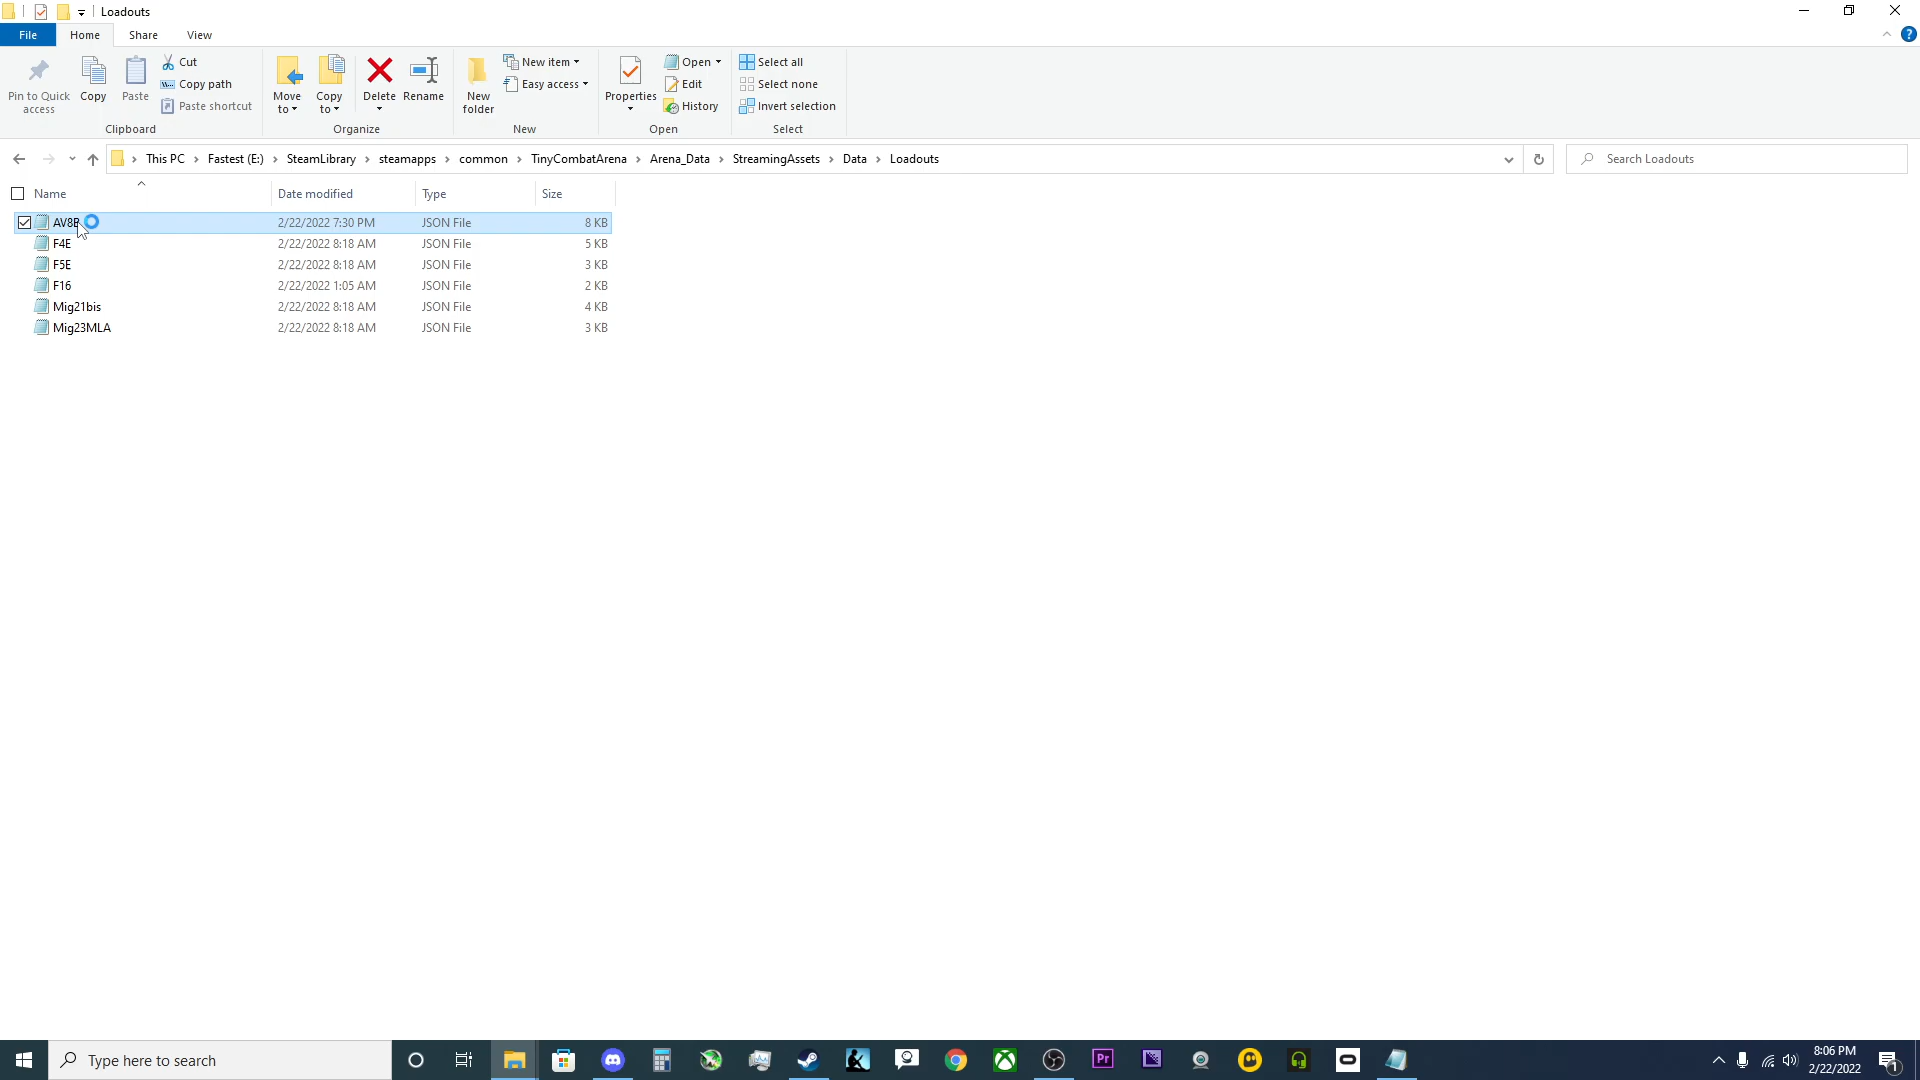 Loadouts
File Home Share View
Pin to Quick access
Copy
Paste
Cut
Copy path
Paste shortcut
Clipboard
Move to
Copy to
Delete
Rename
Organize
New folder
New item
Easy access
New
Properties
Open
Edit
History
Open
Select all
Select none
Invert selection
Select
This PC > Fastest (E:) > SteamLibrary > steamapps > common > TinyCombatArena > Arena_Data > StreamingAssets > Data > Loadouts
Search Loadouts
Name Date modified Type Size
AV8B 2/22/2022 7:30 PM JSON File 8 KB
F4E 2/22/2022 8:18 AM JSON File 5 KB
F5E 2/22/2022 8:18 AM JSON File 3 KB
F16 2/22/2022 1:05 AM JSON File 2 KB
Mig21bis 2/22/2022 8:18 AM JSON File 4 KB
Mig23MLA 2/22/2022 8:18 AM JSON File 3 KB
Type here to search
Pr
8:06 PM
2/22/2022
1